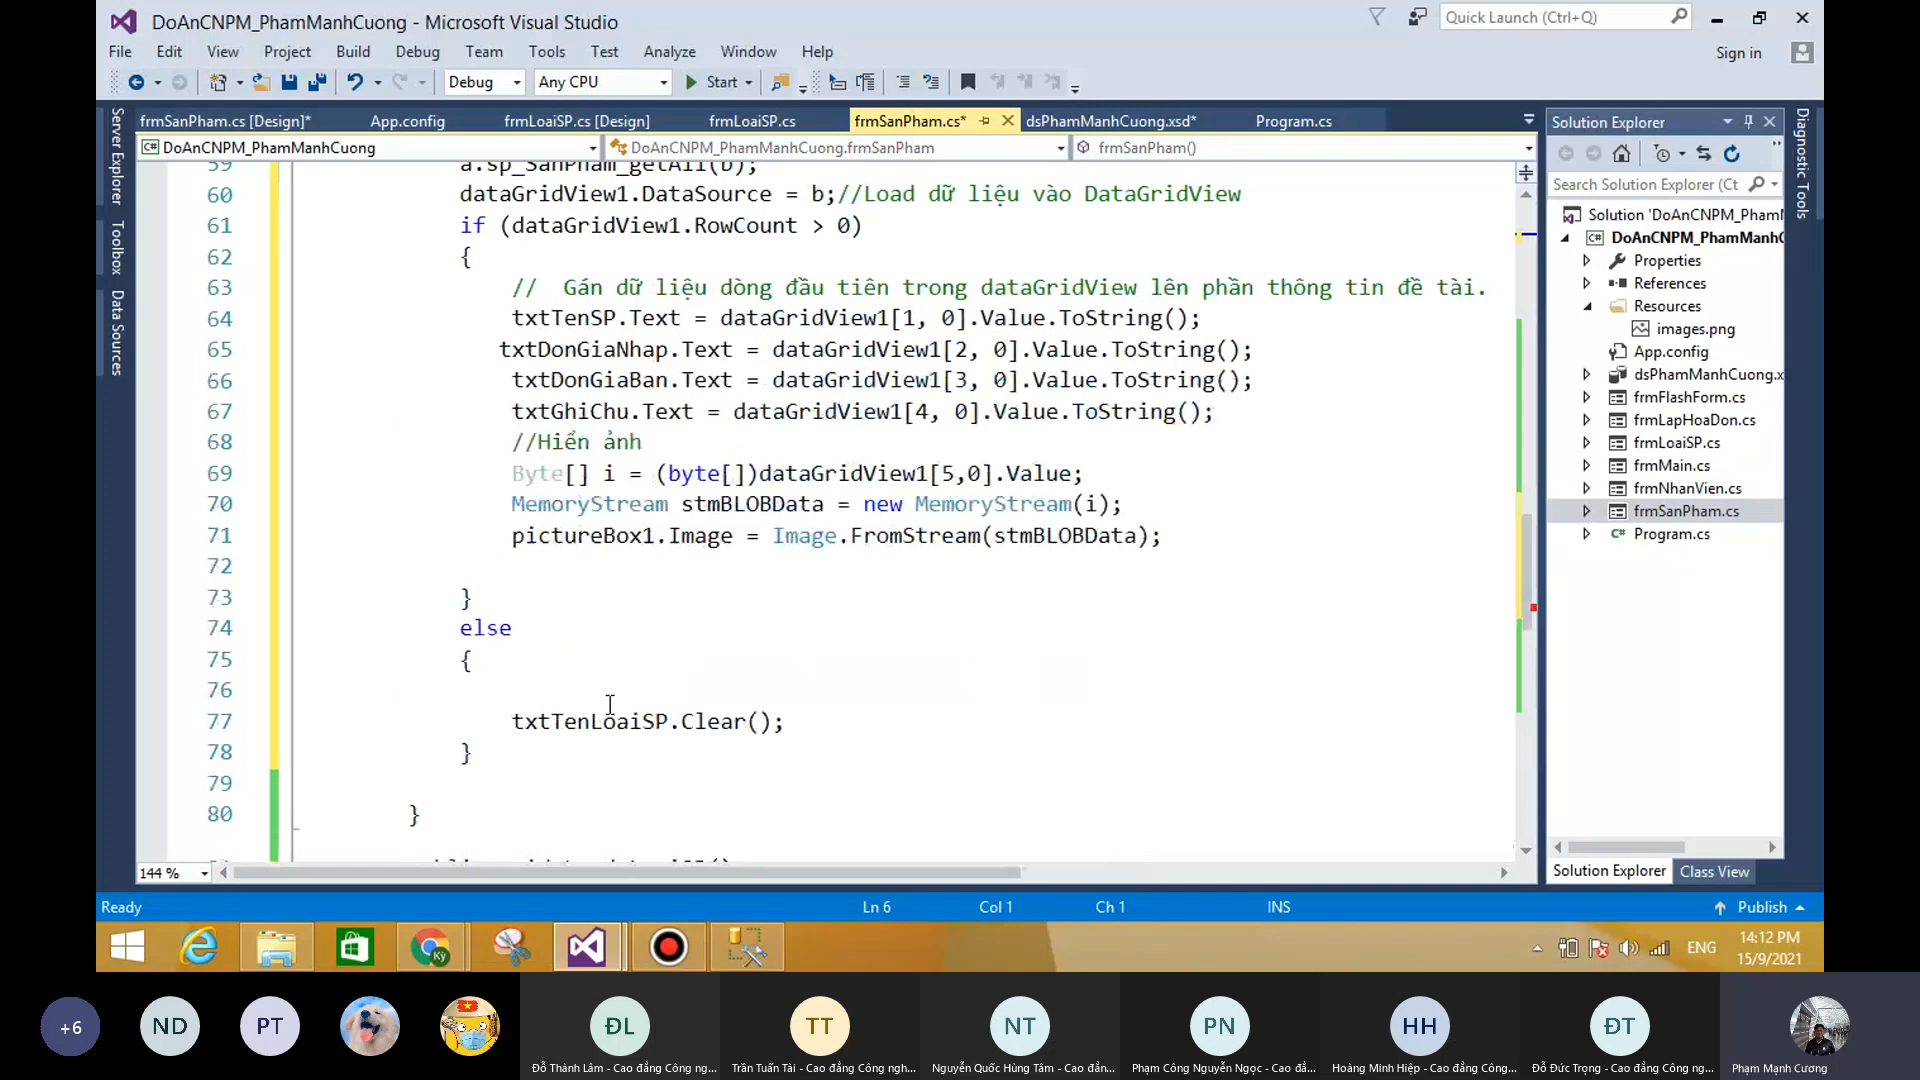 DoAnCNPM_PhamManhCuong - Microsoft Visual Studio
Quick Launch (Ctrl+Q)
File Edit View Project Build Debug Team Tools Test Analyze Window Help
Sign in
Debug Any CPU Start
Server Explorer
Toolbox
Data Sources
frmSanPham.cs [Design]* App.config frmLoaiSP.cs [Design] frmLoaiSP.cs frmSanPham.cs* dsPhamManhCuong.xsd* Program.cs
DoAnCNPM_PhamManhCuong DoAnCNPM_PhamManhCuong.frmSanPham frmSanPham()
59 a.sp_SanPham_getAll(b);
60 dataGridView1.DataSource = b;//Load dữ liệu vào DataGridView
61 if (dataGridView1.RowCount > 0)
62 {
63 // Gán dữ liệu dòng đầu tiên trong dataGridView lên phần thông tin đề tài.
64 txtTenSP.Text = dataGridView1[1, 0].Value.ToString();
65 txtDonGiaNhap.Text = dataGridView1[2, 0].Value.ToString();
66 txtDonGiaBan.Text = dataGridView1[3, 0].Value.ToString();
67 txtGhiChu.Text = dataGridView1[4, 0].Value.ToString();
68 //Hiển ảnh
69 Byte[] i = (byte[])dataGridView1[5,0].Value;
70 MemoryStream stmBLOBData = new MemoryStream(i);
71 pictureBox1.Image = Image.FromStream(stmBLOBData);
72
73 }
74 else
75 {
76
77 txtTenLoaiSP.Clear();
78 }
79
80 }
144 %
Solution Explorer
Search Solution Explorer (Ct
Solution 'DoAnCNPM_PhamM
DoAnCNPM_PhamManhC
Properties
References
Resources
images.png
App.config
dsPhamManhCuong.x
frmFlashForm.cs
frmLapHoaDon.cs
frmLoaiSP.cs
frmMain.cs
frmNhanVien.cs
frmSanPham.cs
Program.cs
Solution Explorer Class View
Diagnostic Tools
Ready Ln 6 Col 1 Ch 1 INS Publish
Kỳ
ENG
14:12 PM
15/9/2021
+6 ND PT ĐL TT NT PN HH ĐT
Đỗ Thành Lâm - Cao đẳng Công ng...
Trần Tuấn Tài - Cao đẳng Công ngh...
Nguyễn Quốc Hùng Tâm - Cao đẳn...
Phạm Công Nguyễn Ngọc - Cao đẳ...
Hoàng Minh Hiệp - Cao đẳng Công...
Đỗ Đức Trọng - Cao đẳng Công ng...
Phạm Mạnh Cương